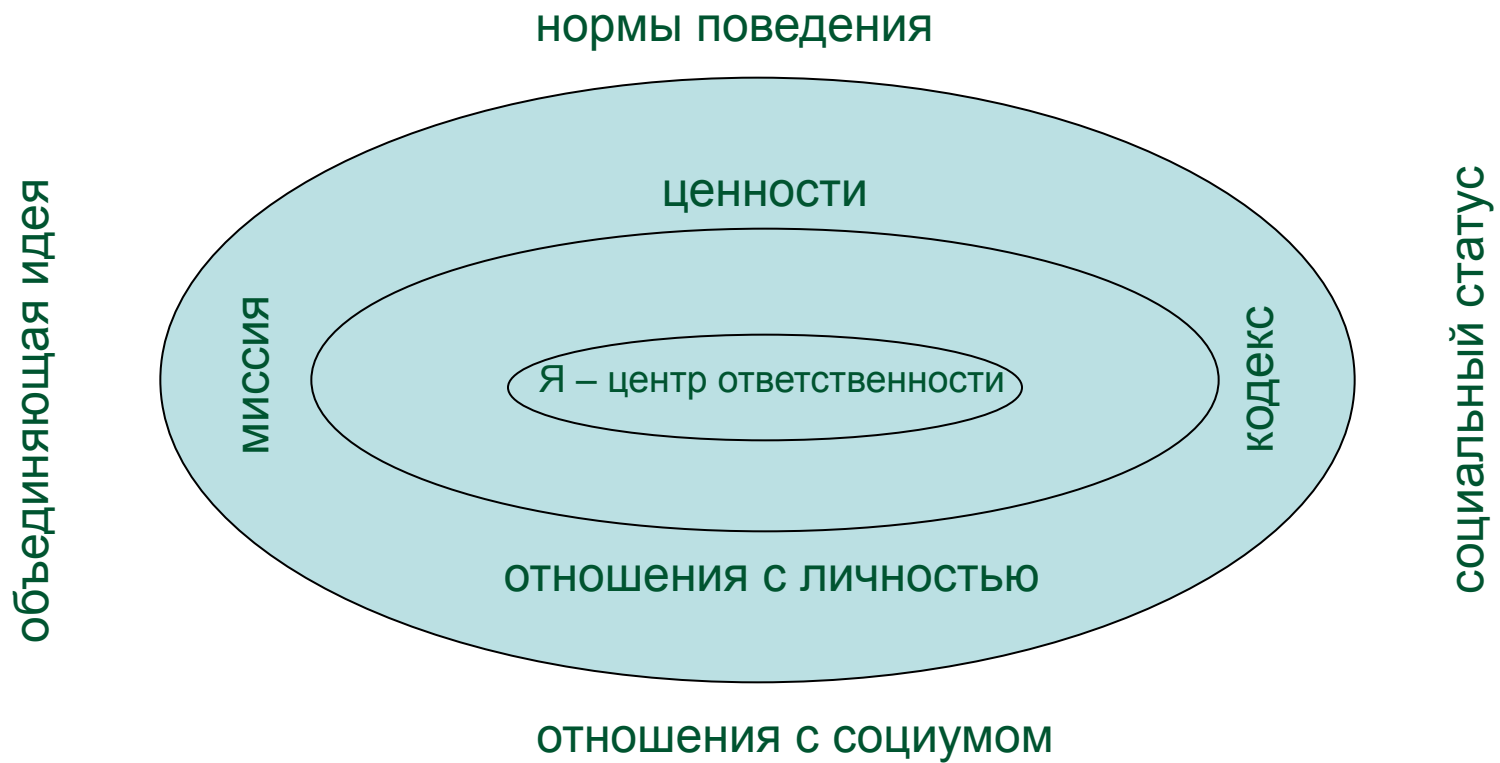 нормы поведения
объединяющая идея
ценности
миссия
Я – центр ответственности
кодекс
социальный статус
отношения с личностью
отношения с социумом